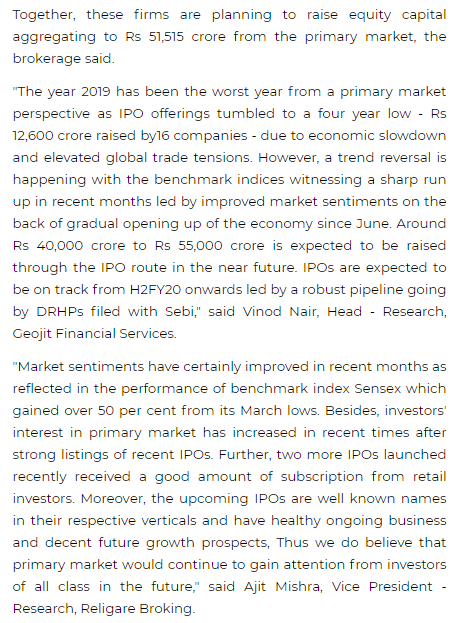 Together, these firms are planning to raise equity capital
aggregating to Rs 51,515 crore from the primary market, the
brokerage said.
"The year 2019 has been the worst year from a primary market
perspective as IPO offerings tumbled to a four year low - Rs
12,600 crore raised by16 companies - due to economic slowdown
and elevated global trade tensions. However, a trend reversal is
happening with the benchmark indices witnessing a sharp run
up in recent months led by improved market sentiments on the
back of gradual opening up of the economy since June. Around
Rs 40,000 crore to Rs 55,000 crore is expected to be raised
through the IPO route in the near future. IPOs are expected to
be on track from H2FY20 onwards led by a robust pipeline going
by DRHPs filed with Sebi," said Vinod Nair, Head - Research,
Geojit Financial Services.
"Market sentiments have certainly improved in recent months as
reflected in the performance of benchmark index Sensex which
gained over 50 per cent from its March lows. Besides, investors'
interest in primary market has increased in recent times after
strong listings of recent IPOs. Further, two more IPOs launched
recently received a good amount of subscription from retail
investors. Moreover, the upcoming IPOs are well known names
in their respective verticals and have healthy ongoing business
and decent future growth prospects, Thus we do believe that
primary market would continue to gain attention from investors
of all class in the future," said Ajit Mishra, Vice President -
Research, Religare Broking.